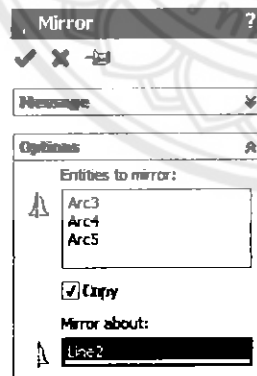 Mirror ?
Message
Options
Entities to mirror:
Arc3
Arc4
Arc5
Copy
Mirror about:
Line2